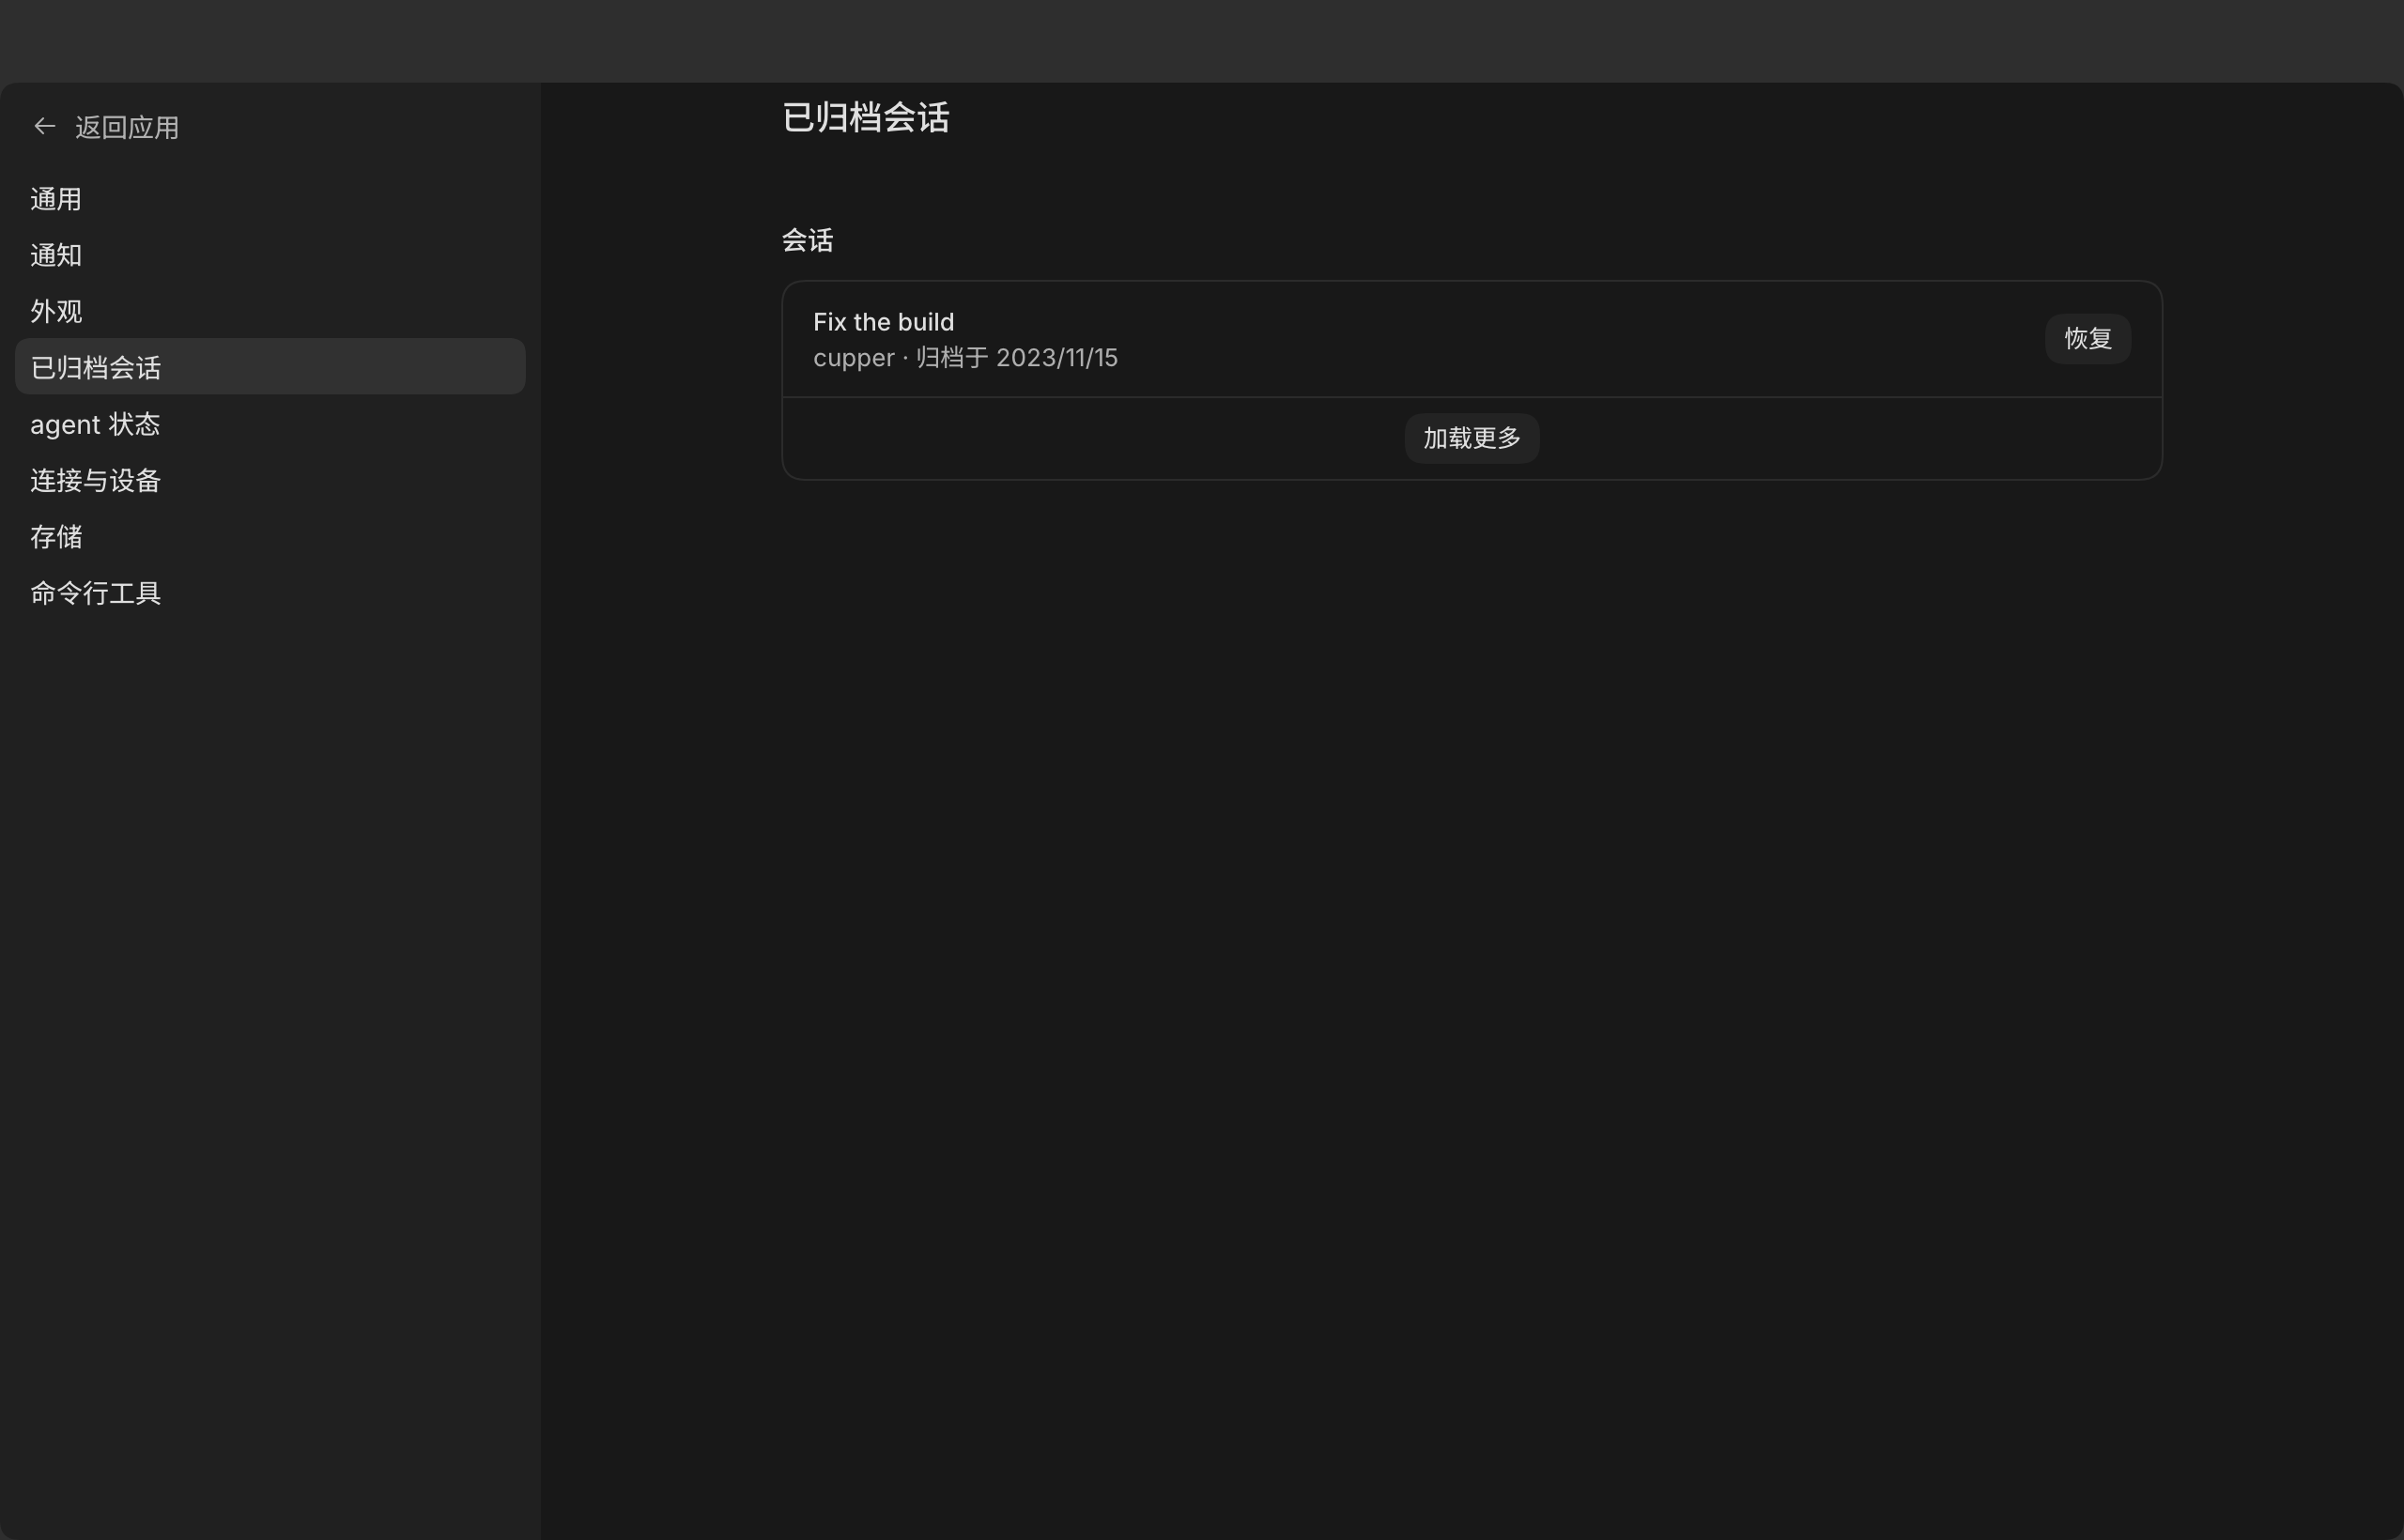 返回应用
通用
通知
外观
已归档会话
agent 状态
连接与设备
存储
命令行工具
已归档会话
会话
Fix the build
cupper · 归档于 2023/11/15
恢复
加载更多